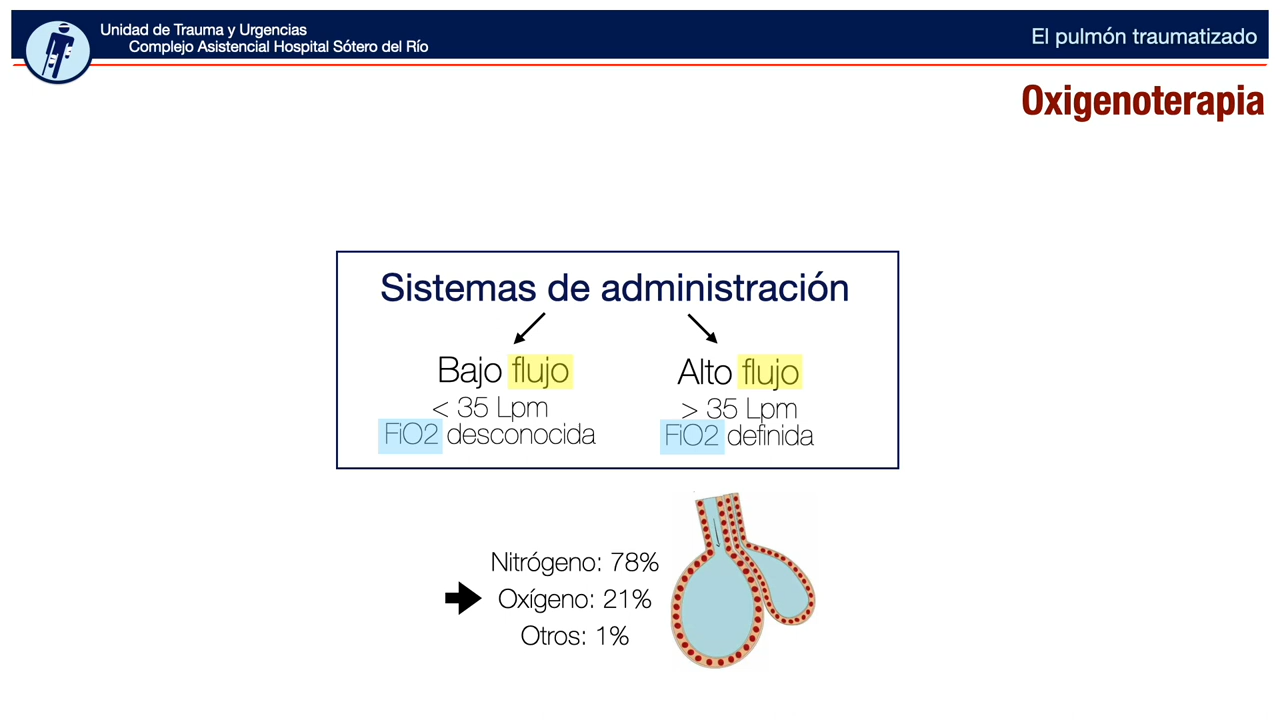 Unidad de Trauma y Urgencias
Complejo Asistencial Hospital Sótero del Río
El pulmón traumatizado
Oxigenoterapia
Sistemas de administración
Bajo flujo
< 35 Lpm
FiO2 desconocida
Alto flujo
> 35 Lpm
FiO2 definida
Nitrógeno: 78%
Oxígeno: 21%
Otros: 1%